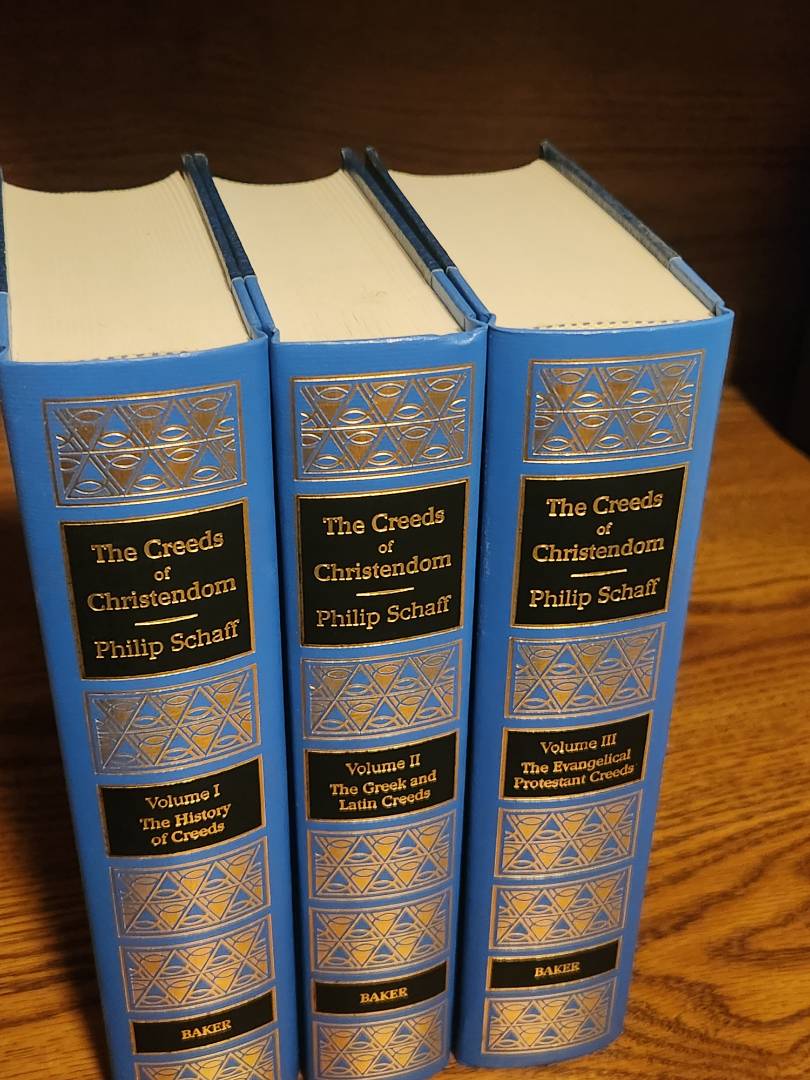 The Creeds
of
Christendom
Philip Schaff
Volume I
The History
of Creeds
BAKER
The Creeds
of
Christendom
Philip Schaff
Volume II
The Greek and
Latin Creeds
BAKER
The Creeds
of
Christendom
Philip Schaff
Volume III
The Evangelical
Protestant Creeds
BAKER